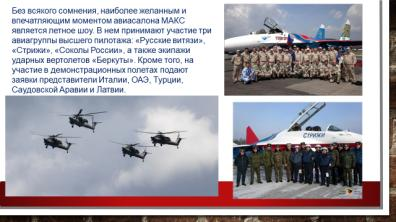 Без всякого сомнения, наиболее желанным и
впечатляющим моментом авиасалона МАКС
является летное шоу. В нем принимают участие три
авиагруппы высшего пилотажа: «Русские витязи»,
«Стрижи», «Соколы России», а также экипажи
ударных вертолетов «Беркуты». Кроме того, на
участие в демонстрационных полетах подают
заявки представители Италии, ОАЭ, Турции,
Саудовской Аравии и Латвии.
СТРИЖИ